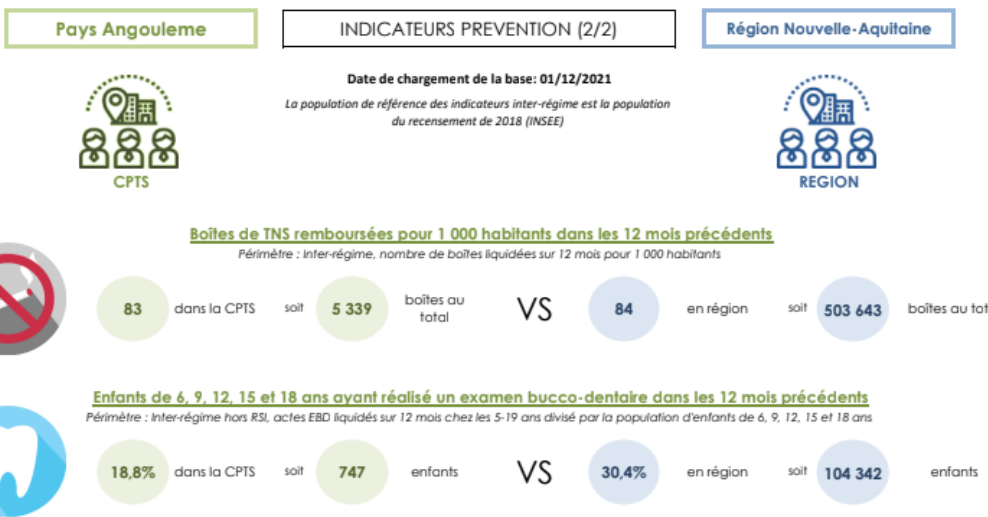 Pays Angouleme
INDICATEURS PREVENTION (2/2)
Région Nouvelle-Aquitaine
Date de chargement de la base: 01/12/2021
La population de référence des indicateurs inter-régime est la population
du recensement de 2018 (INSEE)
CPTS
REGION
Boîtes de TNS remboursées pour 1 000 habitants dans les 12 mois précédents
Périmètre : Inter-régime, nombre de boîtes liquidées sur 12 mois pour 1 000 habitants
83 dans la CPTS soit 5 339 boîtes au total VS 84 en région soit 503 643 boîtes au tot
Enfants de 6, 9, 12, 15 et 18 ans ayant réalisé un examen bucco-dentaire dans les 12 mois précédents
Périmètre : Inter-régime hors RSI, actes EBD liquidés sur 12 mois chez les 5-19 ans divisé par la population d'enfants de 6, 9, 12, 15 et 18 ans
18,8% dans la CPTS soit 747 enfants VS 30,4% en région soit 104 342 enfants